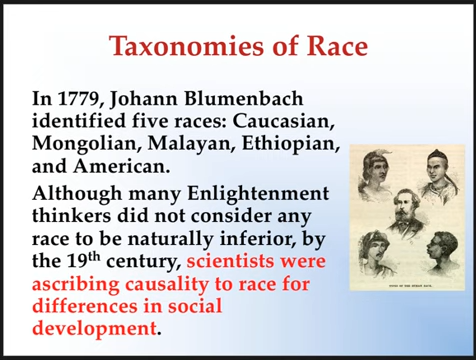 Taxonomies of Race
In 1779, Johann Blumenbach
identified five races: Caucasian,
Mongolian, Malayan, Ethiopian,
and American.
Although many Enlightenment
thinkers did not consider any
race to be naturally inferior, by
the 19th century, scientists were
ascribing causality to race for
differences in social
development.